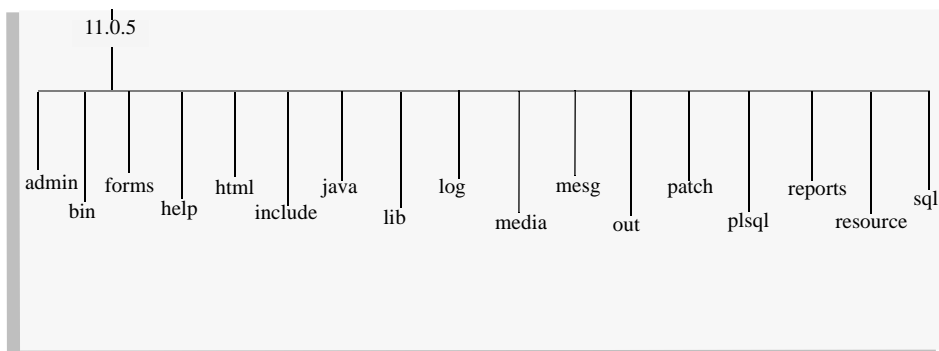 11.0.5
admin
bin
forms
help
html
include
java
lib
log
media
mesg
out
patch
plsql
reports
resource
sql